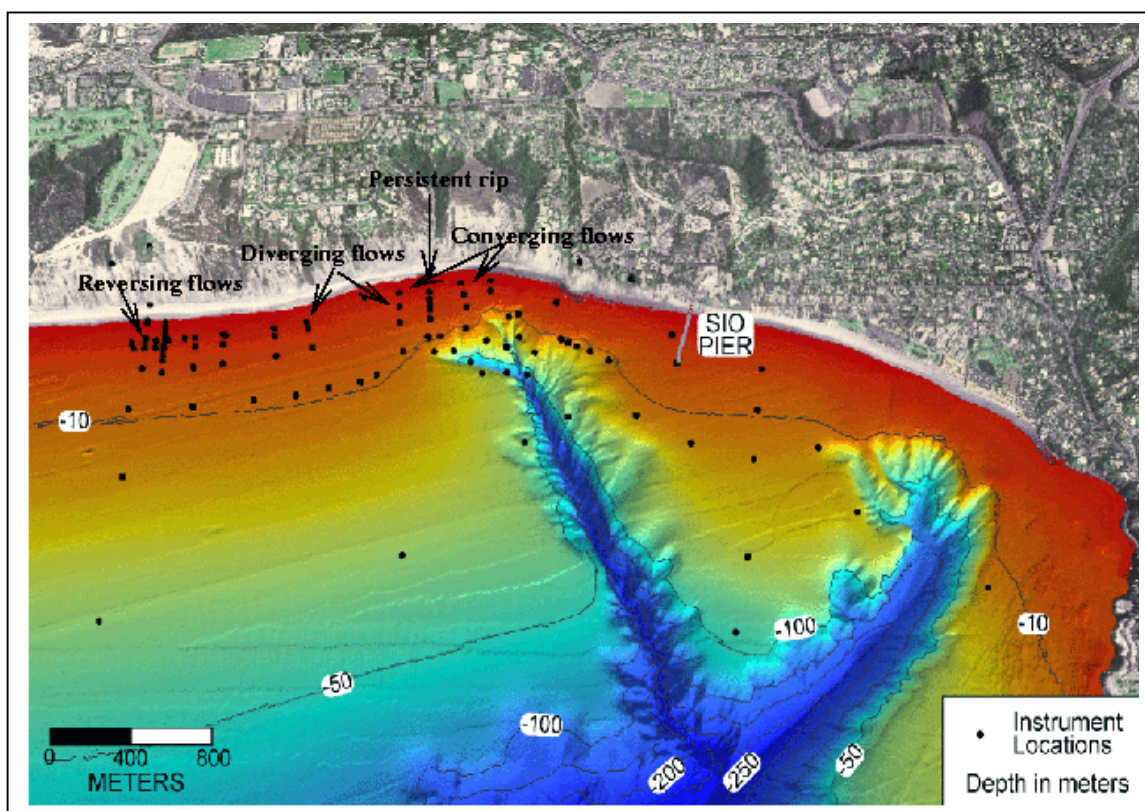 Persistent rip
Diverging flows
Converging flows
Reversing flows
SIO
PIER
-10
-50
-100
-100
-10
-200
-250
-50
0 400 800
METERS
Instrument
Locations
Depth in meters